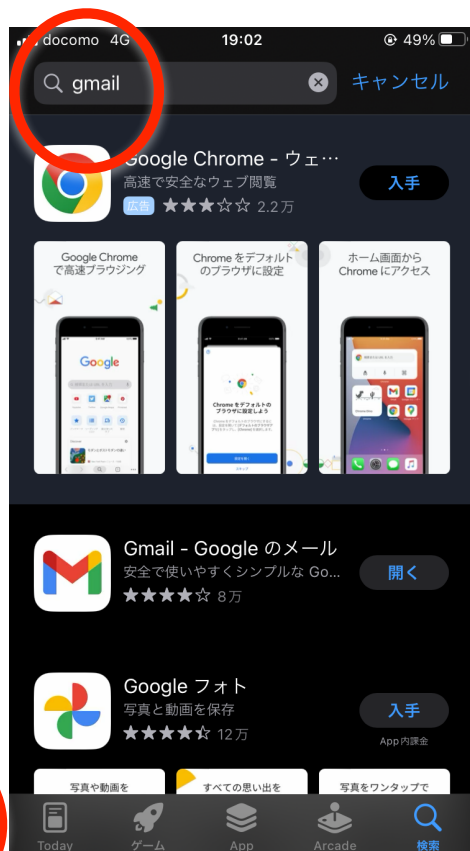 docomo 4G 19:02 49%
gmail キャンセル
Google Chrome - ウェ…
高速で安全なウェブ閲覧
入手
広告 ★★★☆☆ 2.2万
Google Chrome
で高速ブラウジング
Chrome をデフォルト
のブラウザに設定
ホーム画面から
Chrome にアクセス
Google
Chrome をデフォルトの
ブラウザに設定しよう
Gmail - Google のメール
安全で使いやすくシンプルな Go...
開く
★★★★☆ 8万
Google フォト
写真と動画を保存
入手
★★★★☆ 12万
App内課金
写真や動画を
すべての思い出を
写真をワンタップで
Today ゲーム App Arcade 検索